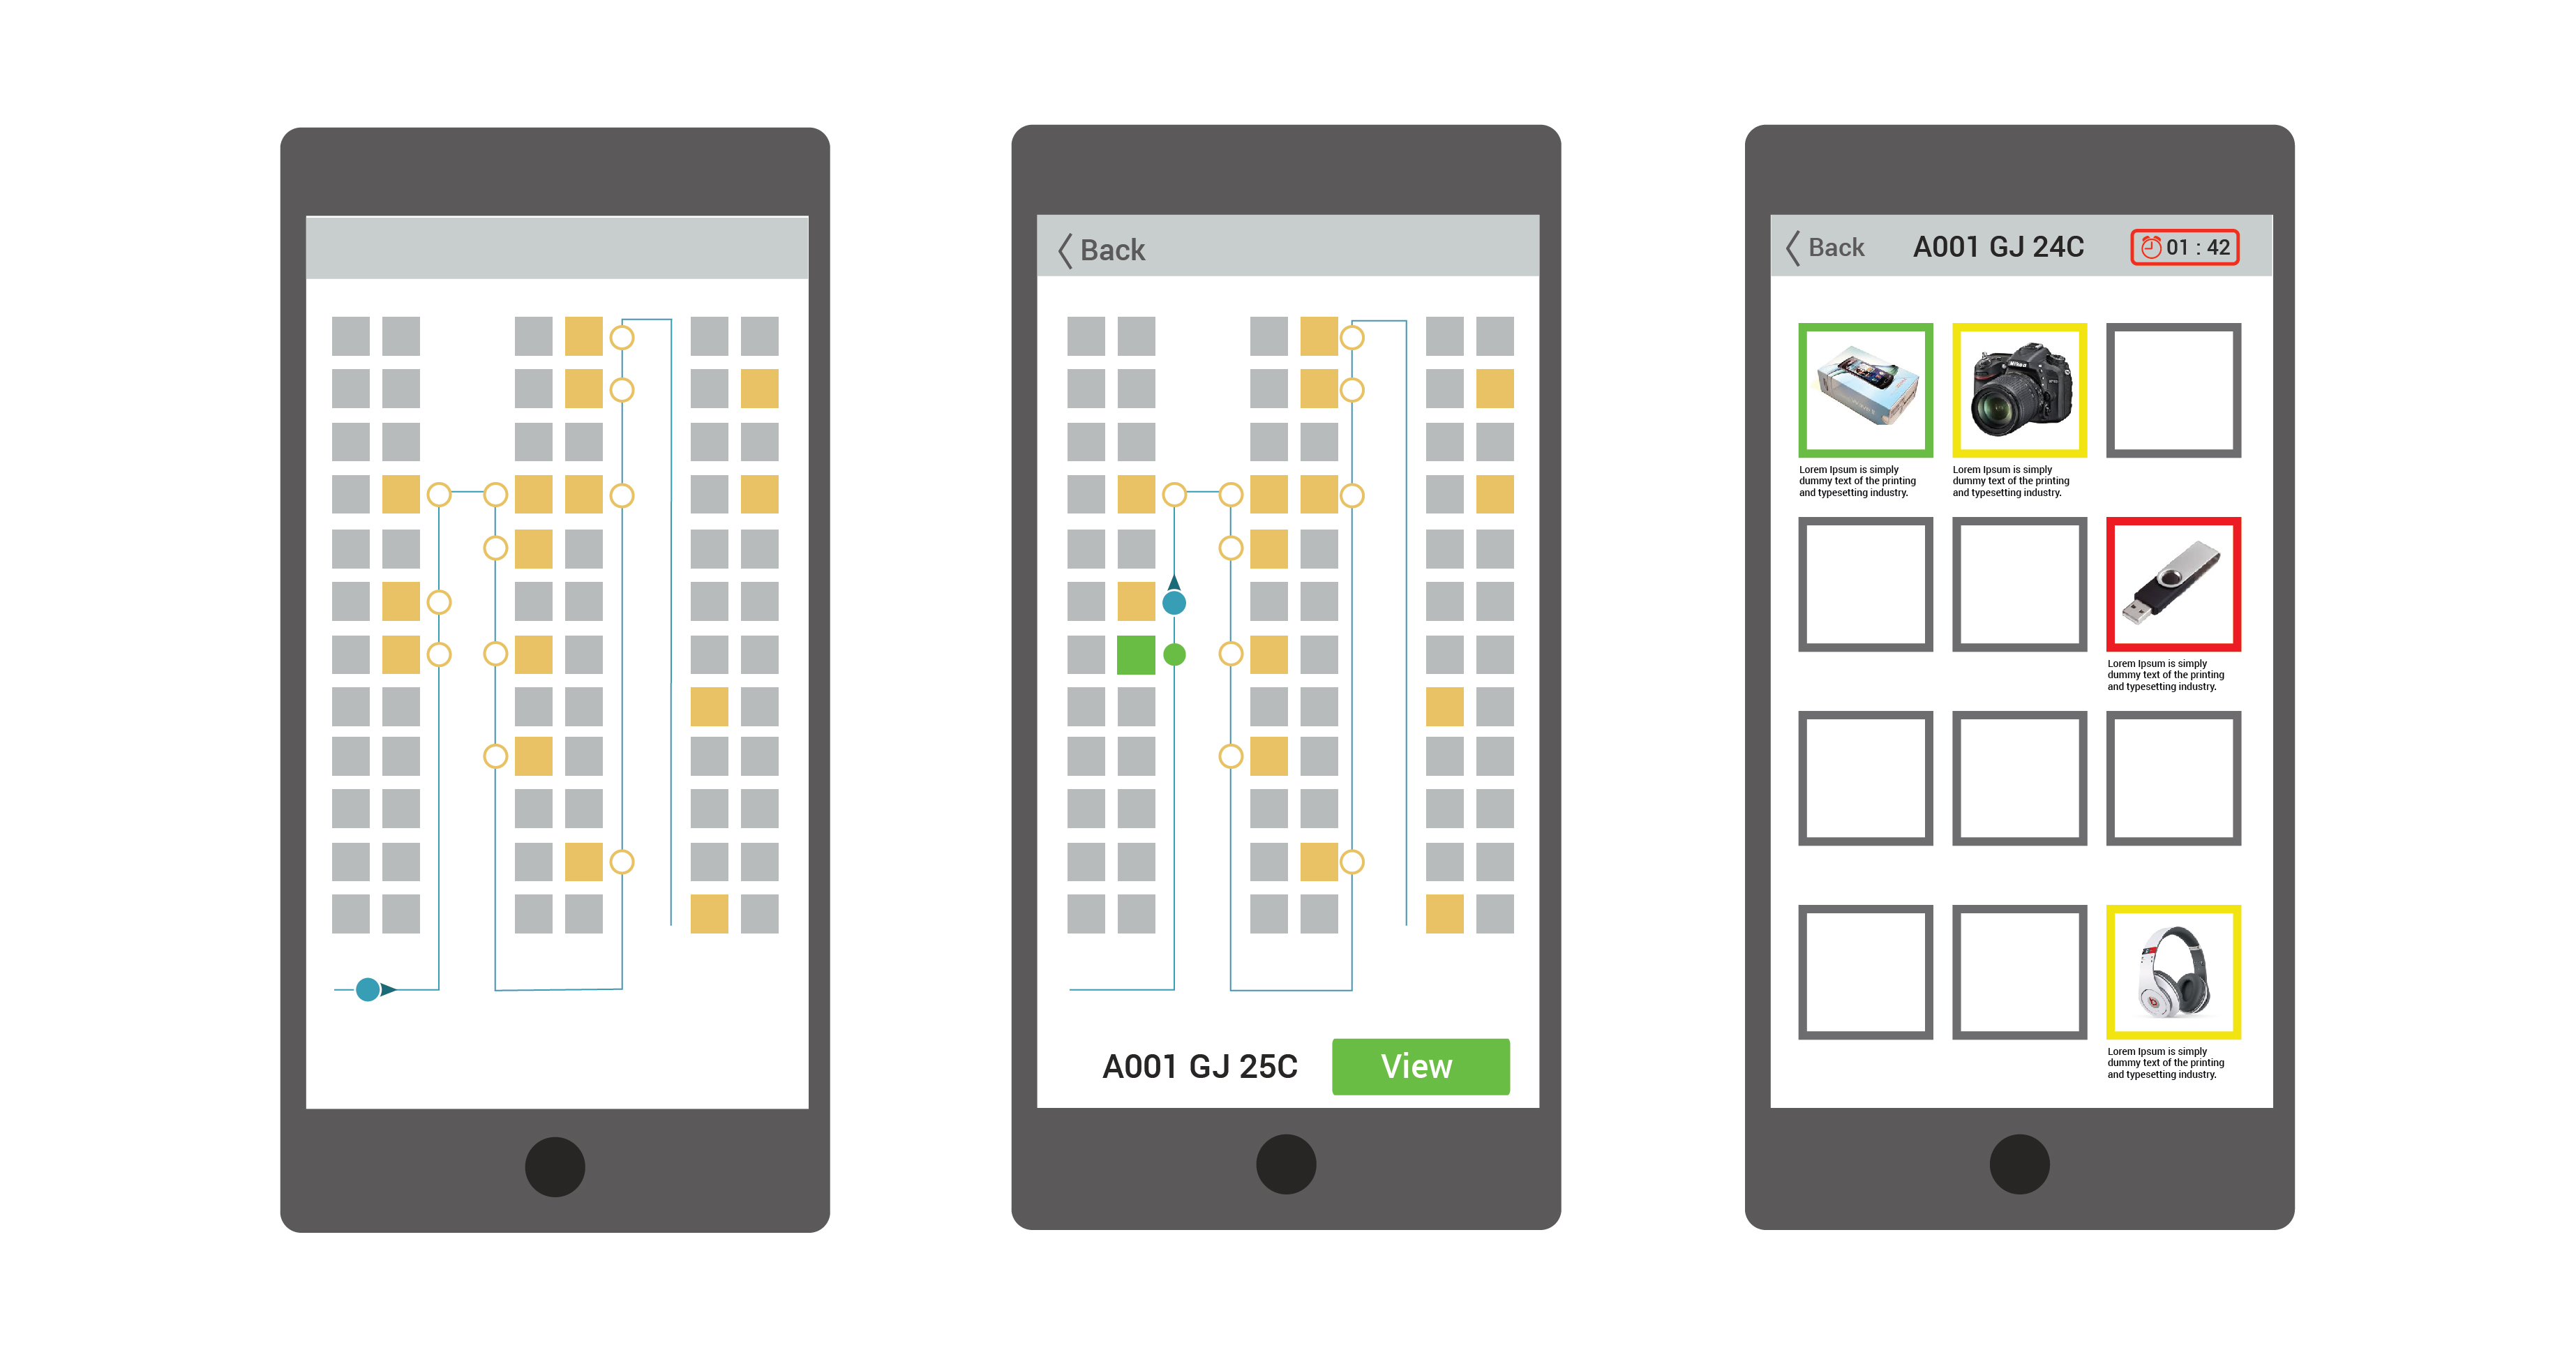 Back
A001 GJ 25C
View
Back
A001 GJ 24C
01 : 42
Nikon
Lorem Ipsum is simply
dummy text of the printing
and typesetting industry.
Lorem Ipsum is simply
dummy text of the printing
and typesetting industry.
Lorem Ipsum is simply
dummy text of the printing
and typesetting industry.
Lorem Ipsum is simply
dummy text of the printing
and typesetting industry.